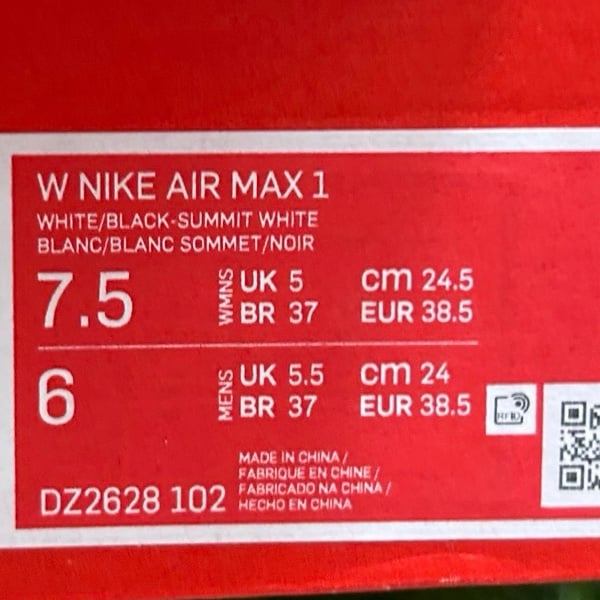 W NIKE AIR MAX 1
WHITE/BLACK-SUMMIT WHITE
BLANC/BLANC SOMMET/NOIR
7.5 WMNS UK 5 cm 24.5
BR 37 EUR 38.5
6 MENS UK 5.5 cm 24
BR 37 EUR 38.5
RFID
MADE IN CHINA /
FABRIQUE EN CHINE /
FABRICADO NA CHINA /
HECHO EN CHINA
DZ2628 102